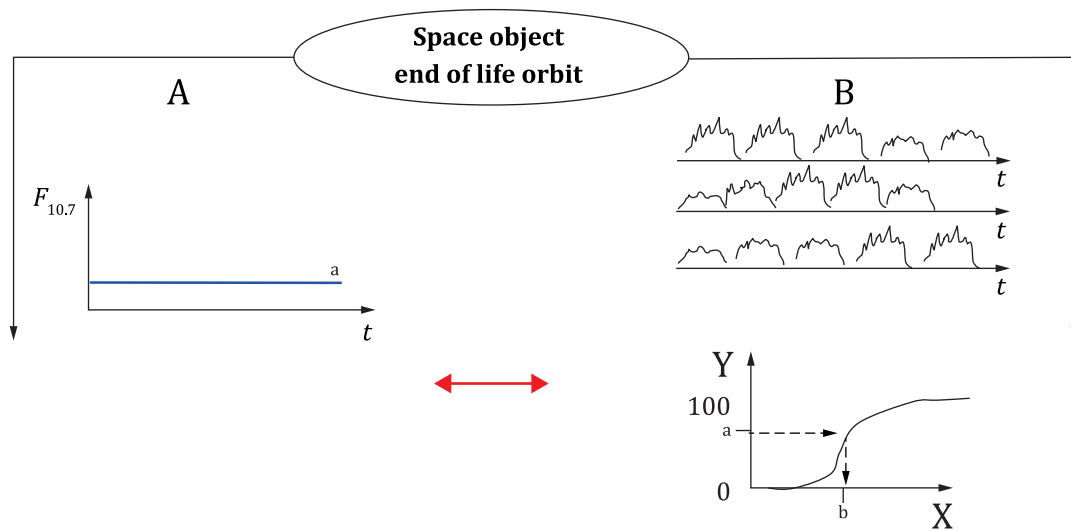 Space object
end of life orbit
A
B
t
t
t
F10.7
a
t
Y
100
a
0
b
X